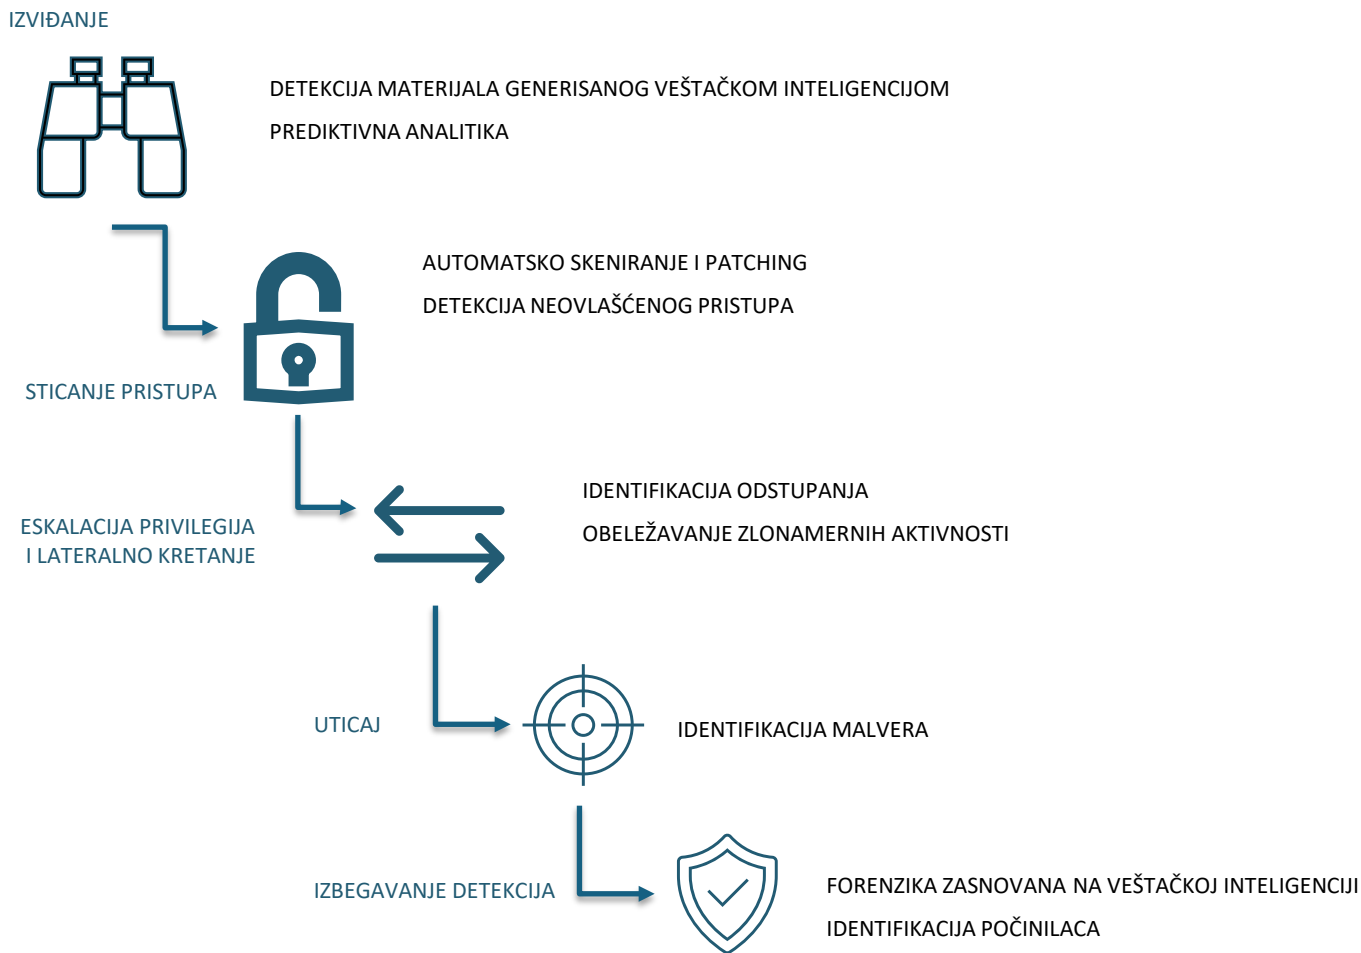 IZVIĐANJE
DETEKCIJA MATERIJALA GENERISANOG VEŠTAČKOM INTELIGENCIJOM
PREDIKTIVNA ANALITIKA
AUTOMATSKO SKENIRANJE I PATCHING
DETEKCIJA NEOVLAŠĆENOG PRISTUPA
STICANJE PRISTUPA
IDENTIFIKACIJA ODSTUPANJA
OBELEŽAVANJE ZLONAMERNIH AKTIVNOSTI
ESKALACIJA PRIVILEGIJA
I LATERALNO KRETANJE
UTICAJ
IDENTIFIKACIJA MALVERA
IZBEGAVANJE DETEKCIJA
FORENZIKA ZASNOVANA NA VEŠTAČKOJ INTELIGENCIJI
IDENTIFIKACIJA POČINILACA